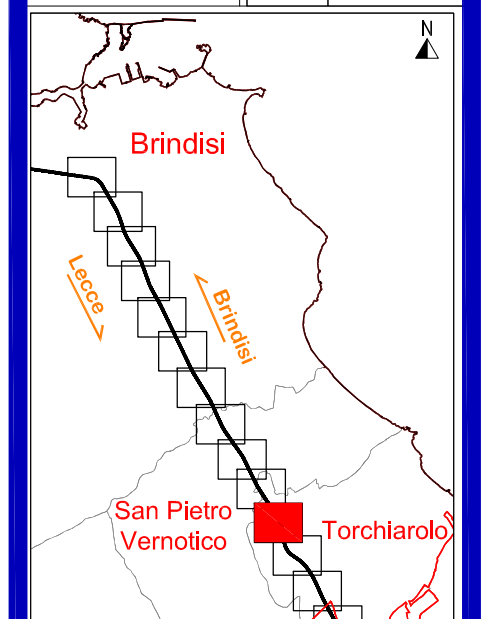 N
Brindisi
Lecce
Brindisi
San Pietro
Vernotico
Torchiarolo